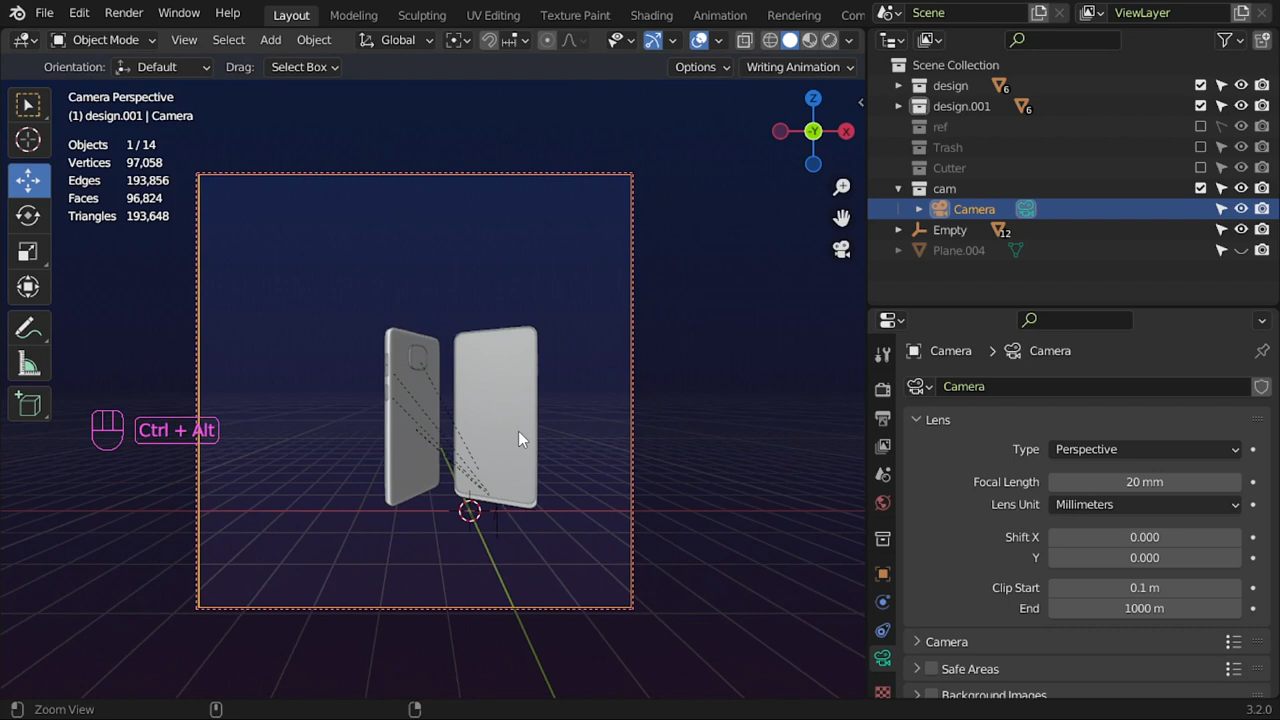 File Edit Render Window Help Layout Modeling Sculpting UV Editing Texture Paint Shading Animation Rendering Com Scene ViewLayer
Object Mode View Select Add Object Global
Orientation: Default Drag: Select Box Options Writing Animation
Camera Perspective
(1) design.001 | Camera
Objects 1 / 14
Vertices 97,058
Edges 193,856
Faces 96,824
Triangles 193,648
Z
X
-Y
Ctrl + Alt
Scene Collection
design 6
design.001 6
ref
Trash
Cutter
cam
Camera
Empty 12
Plane.004
Camera Camera
Camera
Lens
Type Perspective
Focal Length 20 mm
Lens Unit Millimeters
Shift X 0.000
Y 0.000
Clip Start 0.1 m
End 1000 m
Camera
Safe Areas
Background Images
Zoom View 3.2.0